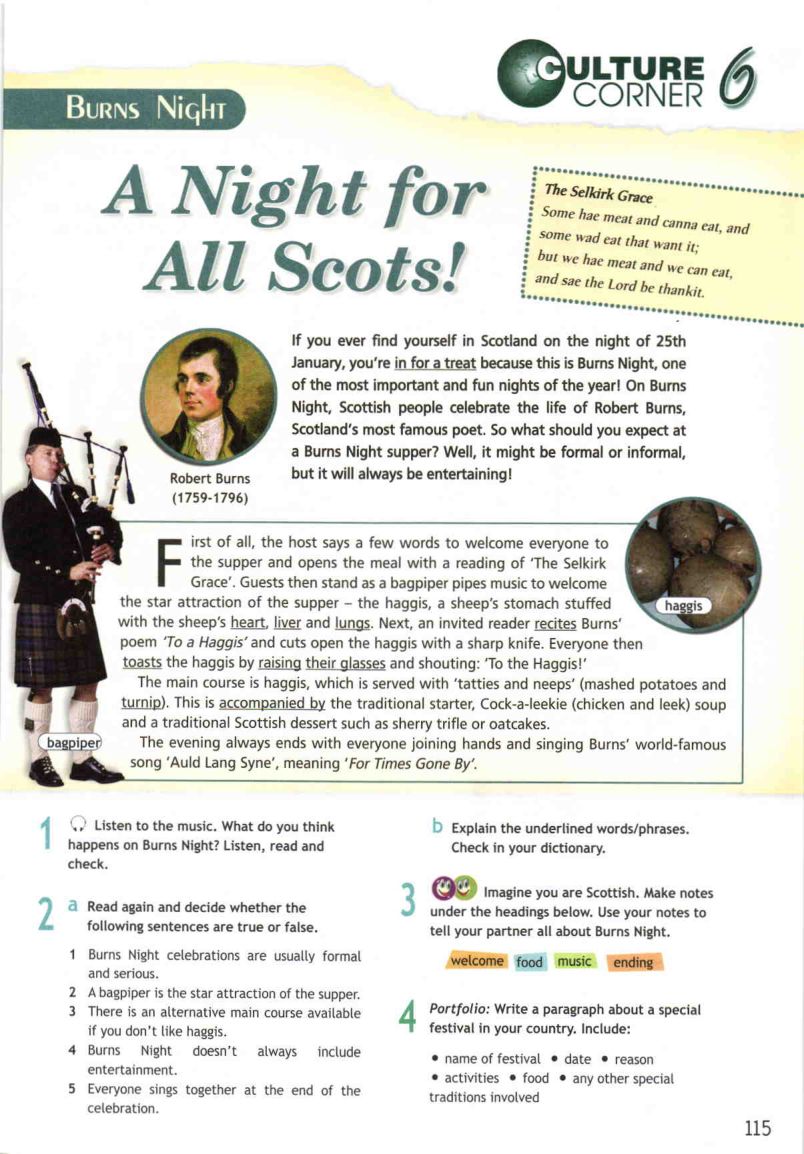 CULTURE
CORNER 6
BURNS NIGHT
A Night for
All Scots!
The Selkirk Grace
Some hae meat and canna eat, and
some wad eat that want it;
but we hae meat and we can eat,
and sae the Lord be thankit.
If you ever find yourself in Scotland on the night of 25th
January, you're in for a treat because this is Burns Night, one
of the most important and fun nights of the year! On Burns
Night, Scottish people celebrate the life of Robert Burns,
Scotland's most famous poet. So what should you expect at
a Burns Night supper? Well, it might be formal or informal,
but it will always be entertaining!
Robert Burns
(1759-1796)
First of all, the host says a few words to welcome everyone to
the supper and opens the meal with a reading of 'The Selkirk
Grace'. Guests then stand as a bagpiper pipes music to welcome
the star attraction of the supper – the haggis, a sheep's stomach stuffed
with the sheep's heart, liver and lungs. Next, an invited reader recites Burns'
poem 'To a Haggis' and cuts open the haggis with a sharp knife. Everyone then
toasts the haggis by raising their glasses and shouting: 'To the Haggis!'
The main course is haggis, which is served with 'tatties and neeps' (mashed potatoes and
turnip). This is accompanied by the traditional starter, Cock-a-leekie (chicken and leek) soup
and a traditional Scottish dessert such as sherry trifle or oatcakes.
The evening always ends with everyone joining hands and singing Burns' world-famous
song 'Auld Lang Syne', meaning 'For Times Gone By'.
haggis
bagpiper
1 Listen to the music. What do you think
happens on Burns Night? Listen, read and
check.
2 a Read again and decide whether the
following sentences are true or false.
1 Burns Night celebrations are usually formal
and serious.
2 A bagpiper is the star attraction of the supper.
3 There is an alternative main course available
if you don't like haggis.
4 Burns Night doesn't always include
entertainment.
5 Everyone sings together at the end of the
celebration.
b Explain the underlined words/phrases.
Check in your dictionary.
3 Imagine you are Scottish. Make notes
under the headings below. Use your notes to
tell your partner all about Burns Night.
welcome food music ending
4 Portfolio: Write a paragraph about a special
festival in your country. Include:
• name of festival • date • reason
• activities • food • any other special
traditions involved
115